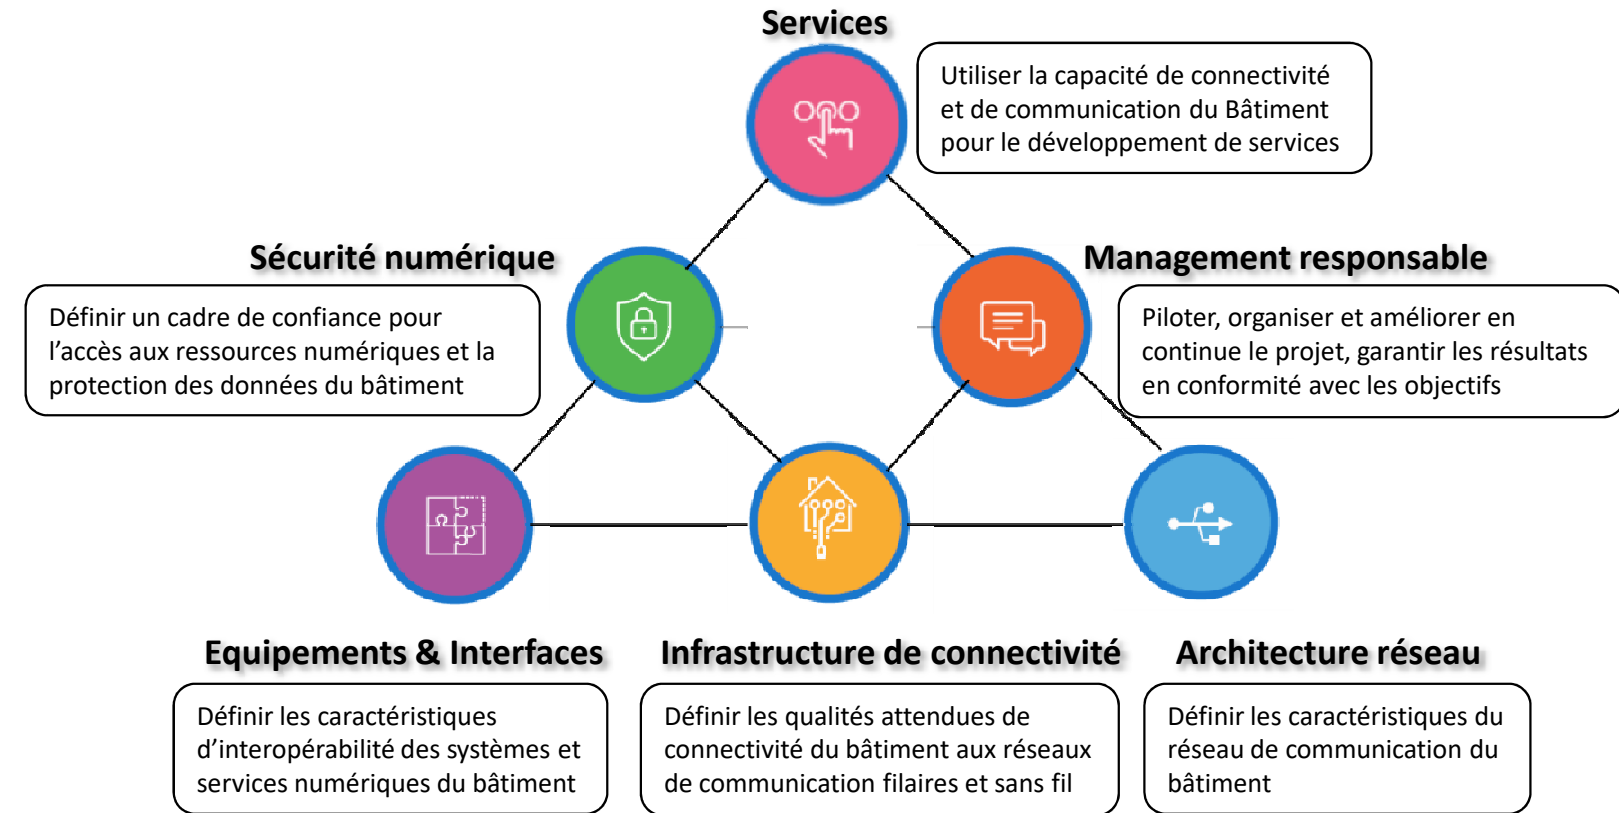 Services
Utiliser la capacité de connectivité
et de communication du Bâtiment
pour le développement de services
Sécurité numérique
Définir un cadre de confiance pour
l’accès aux ressources numériques et la
protection des données du bâtiment
Management responsable
Piloter, organiser et améliorer en
continue le projet, garantir les résultats
en conformité avec les objectifs
Equipements & Interfaces
Définir les caractéristiques
d’interopérabilité des systèmes et
services numériques du bâtiment
Infrastructure de connectivité
Définir les qualités attendues de
connectivité du bâtiment aux réseaux
de communication filaires et sans fil
Architecture réseau
Définir les caractéristiques du
réseau de communication du
bâtiment